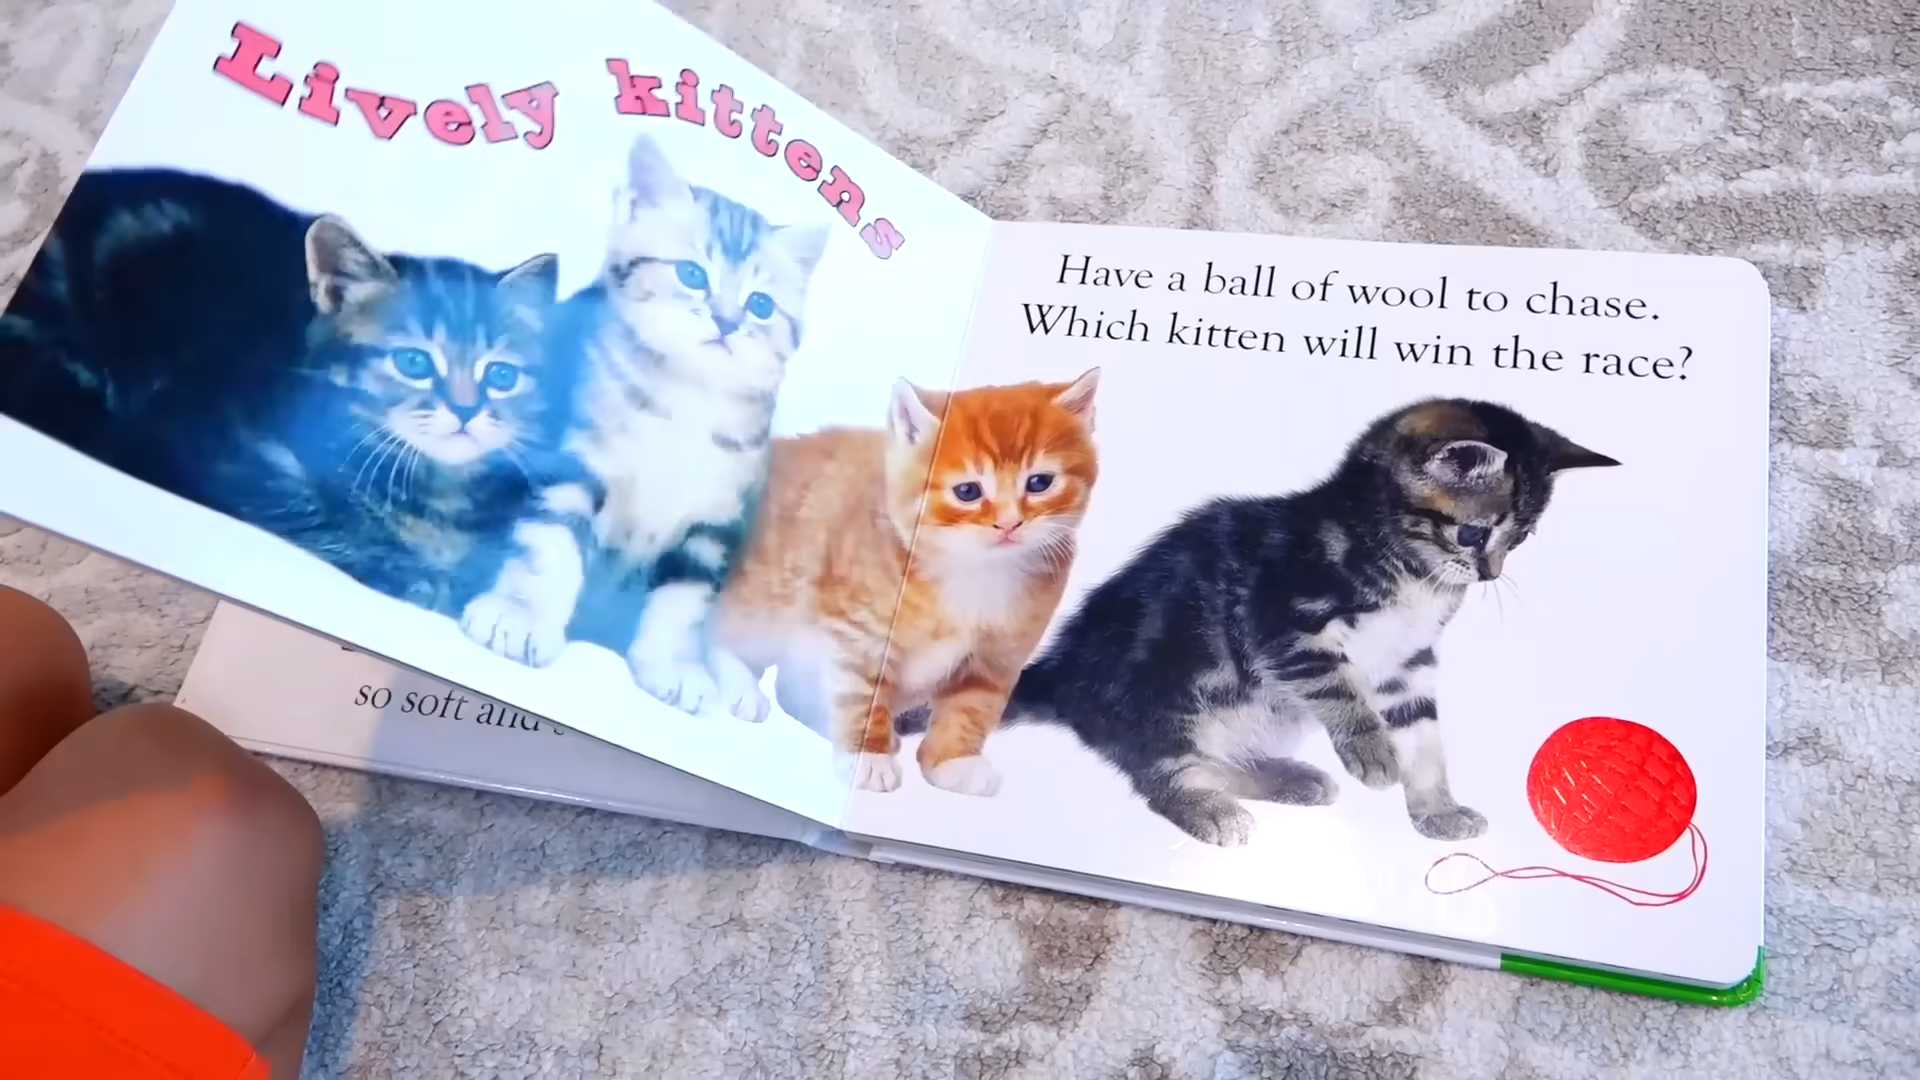 Lively kittens
Have a ball of wool to chase.
Which kitten will win the race?
so soft and